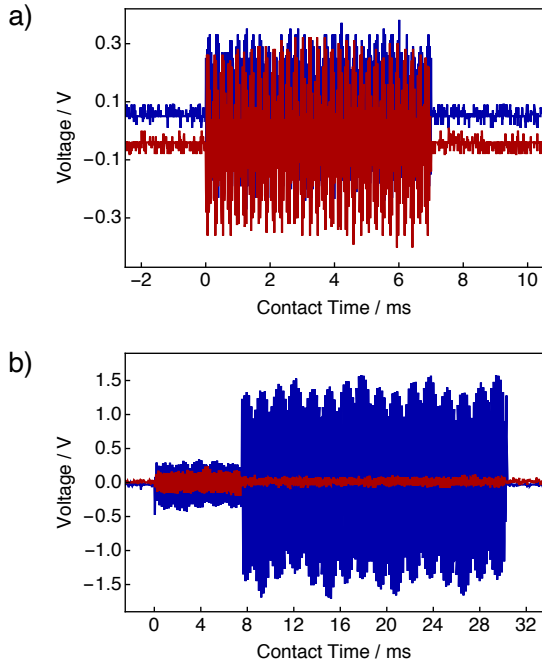 a)
0.3
0.1
−0.1
−0.3
Voltage / V
−2 0 2 4 6 8 10
Contact Time / ms
b)
1.5
1.0
0.5
0.0
−0.5
−1.0
−1.5
Voltage / V
0 4 8 12 16 20 24 28 32
Contact Time / ms